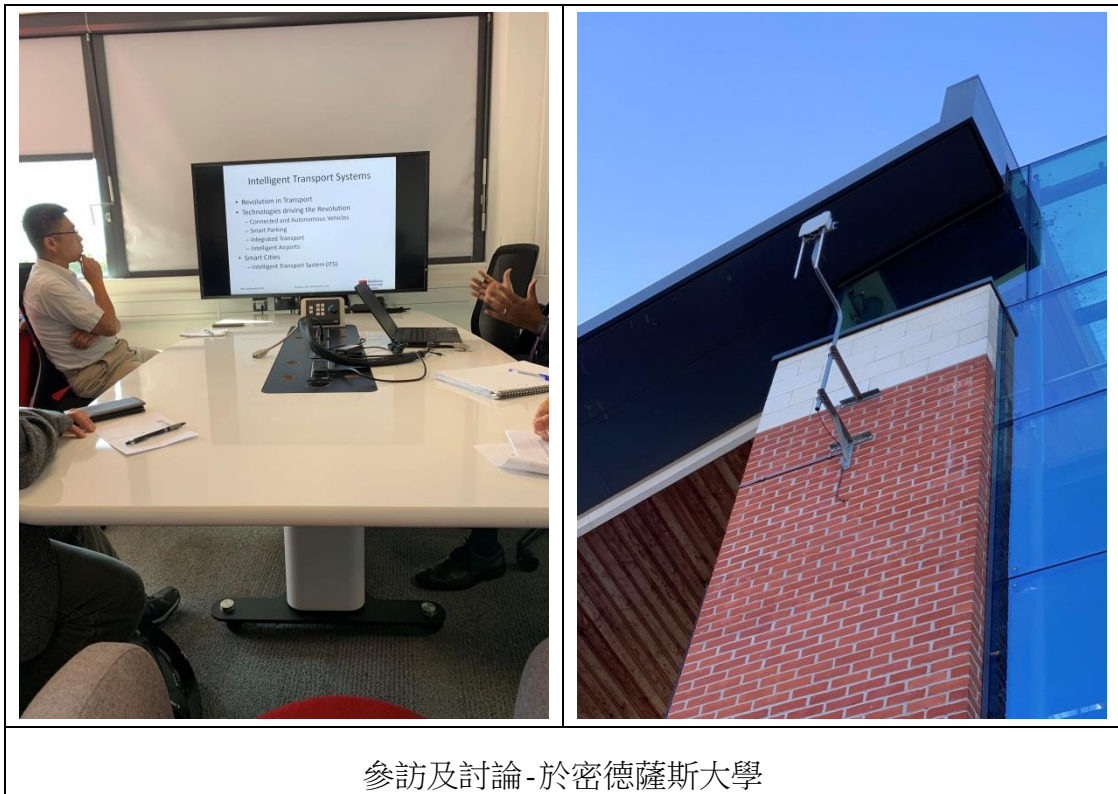 Intelligent Transport Systems
• Revolution in Transport
• Technologies driving the Revolution
– Connected and Autonomous Vehicles
– Smart Parking
– Integrated Transport
– Intelligent Airports
• Smart Cities
– Intelligent Transport System (ITS)
參訪及討論-於密德薩斯大學